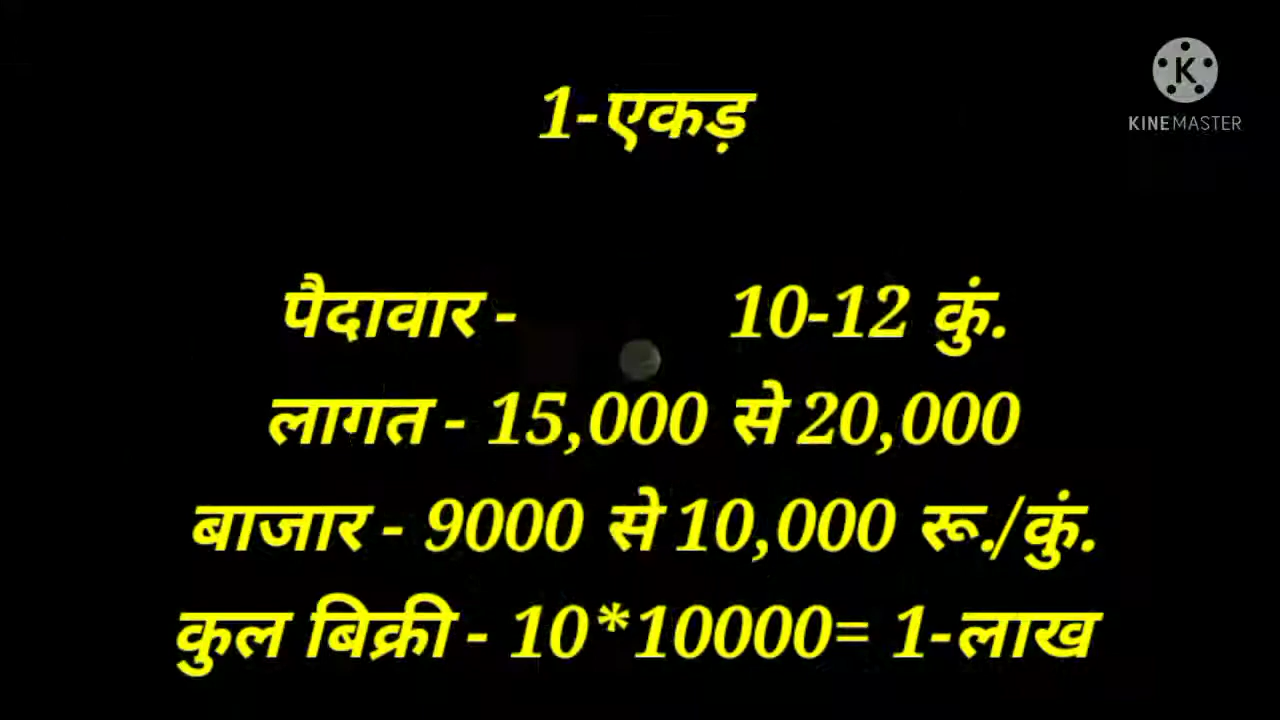 1-एकड़
KINEMASTER
पैदावार - 10-12 कुं.
लागत - 15,000 से 20,000
बाजार - 9000 से 10,000 रू./कुं.
कुल बिक्री - 10*10000= 1-लाख